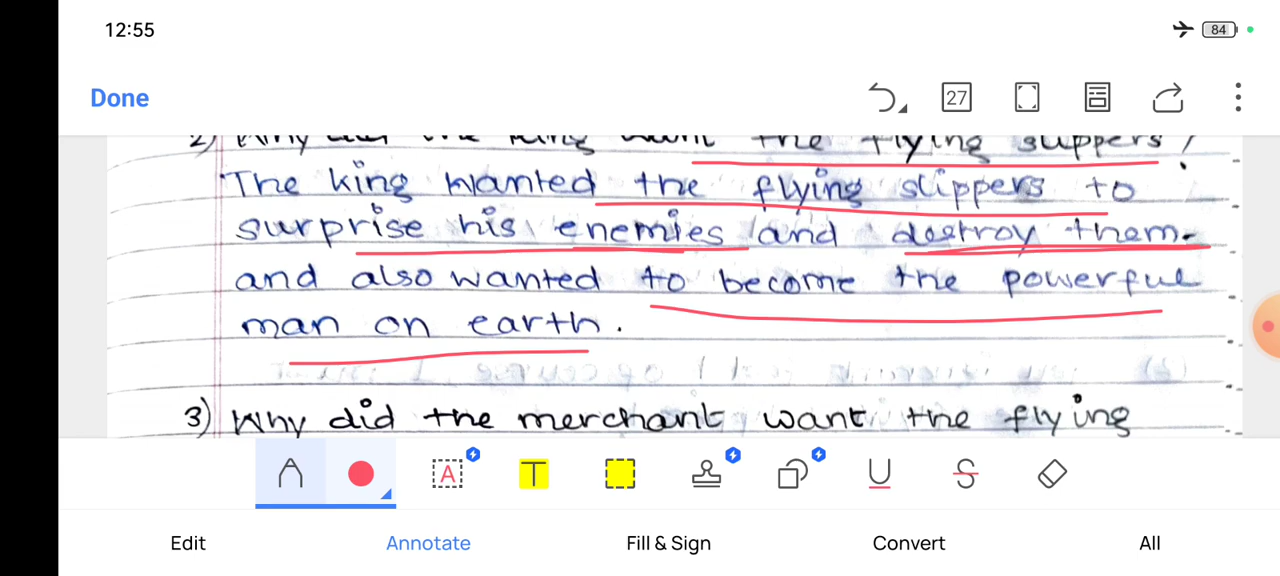 12:55
84
Done
27
2) Why did the king want the flying slippers?
The king wanted the flying slippers to
surprise his enemies and destroy them.
and also wanted to become the powerful
man on earth.
3) Why did the merchant want the flying
A
T
U
S
Edit
Annotate
Fill & Sign
Convert
All